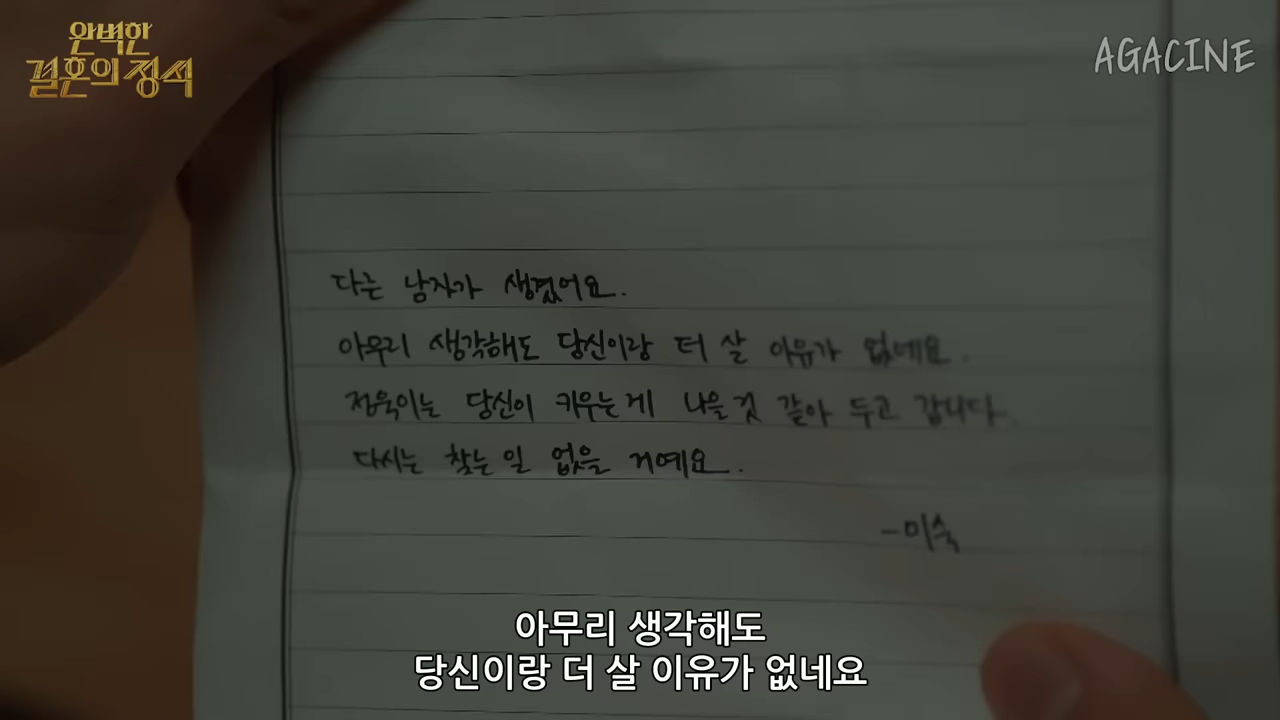 완벽한
결혼의 정석
AGACINE
다른 남자가 생겼어요.
아무리 생각해도 당신이랑 더 살 이유가 없네요.
정욱이는 당신이 키우는게 나을것 같아 두고 갑니다.
다시는 찾는 일 없을 거예요.
-미숙
아무리 생각해도
당신이랑 더 살 이유가 없네요